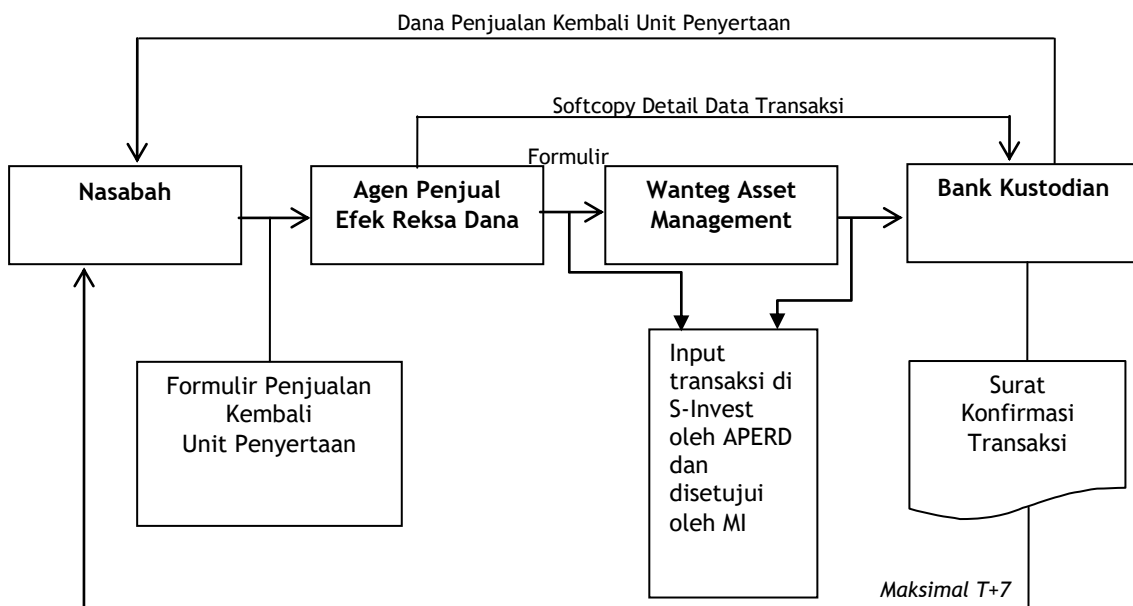 Dana Penjualan Kembali Unit Penyertaan
Softcopy Detail Data Transaksi
Formulir
Nasabah
Agen Penjual
Efek Reksa Dana
Wanteg Asset
Management
Bank Kustodian
Formulir Penjualan
Kembali
Unit Penyertaan
Input
transaksi di
S-Invest
oleh APERD
dan
disetujui
oleh MI
Surat
Konfirmasi
Transaksi
Maksimal T+7